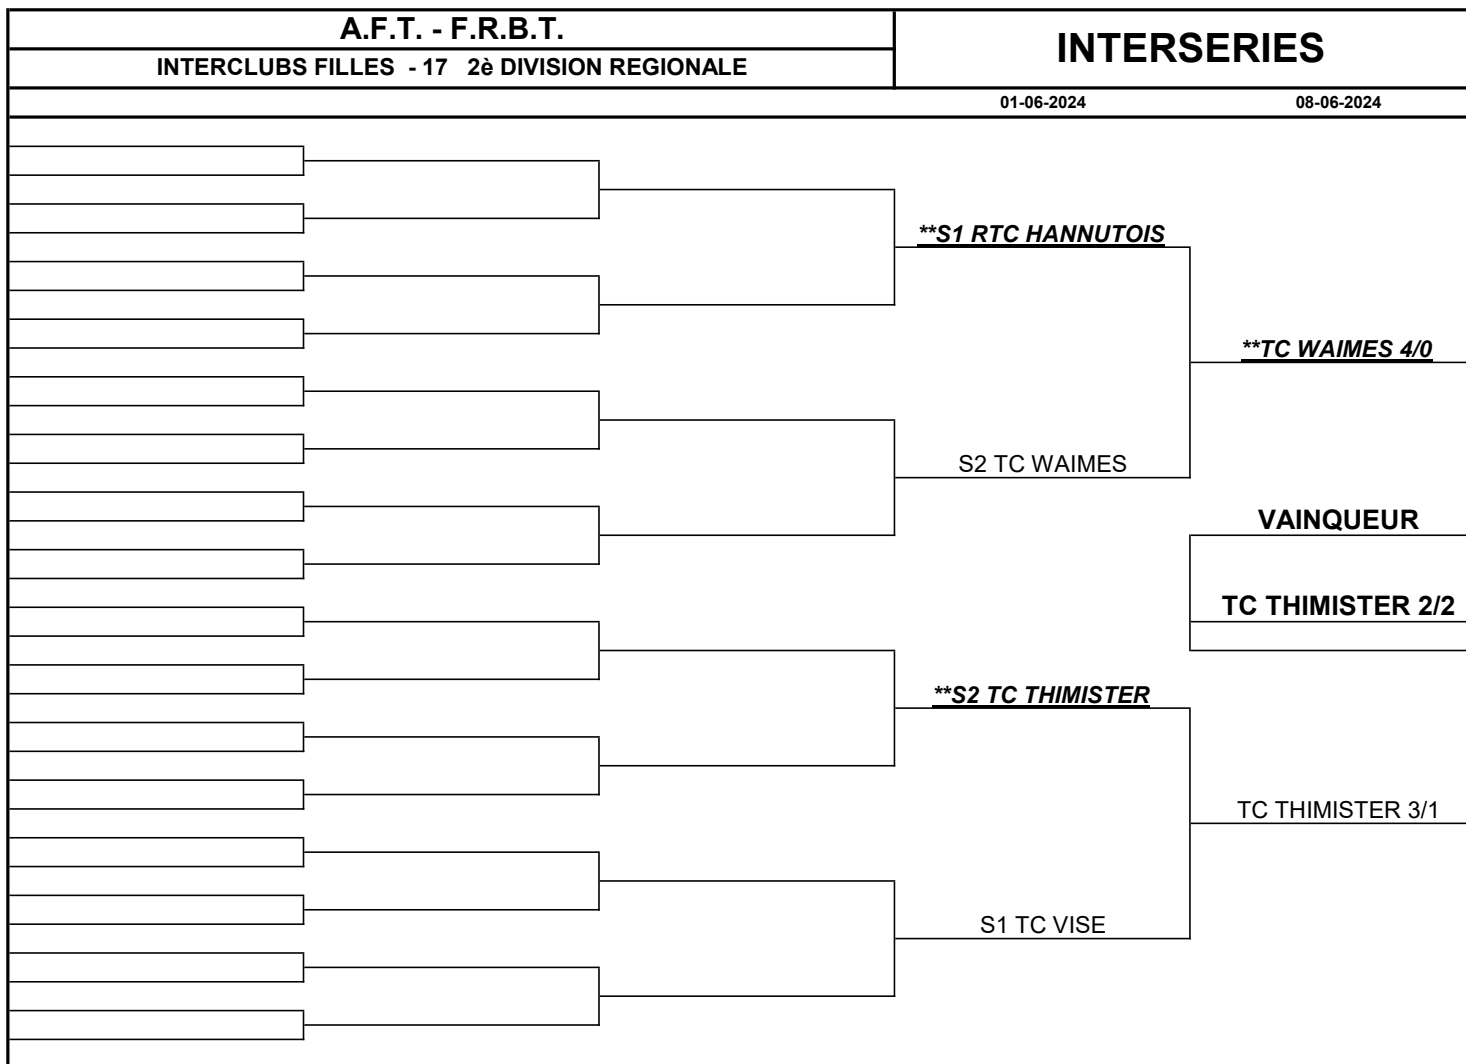 A.F.T. - F.R.B.T.
INTERSERIES
INTERCLUBS FILLES - 17 2è DIVISION REGIONALE
01-06-2024 08-06-2024
**S1 RTC HANNUTOIS
**TC WAIMES 4/0
S2 TC WAIMES
VAINQUEUR
TC THIMISTER 2/2
**S2 TC THIMISTER
TC THIMISTER 3/1
S1 TC VISE